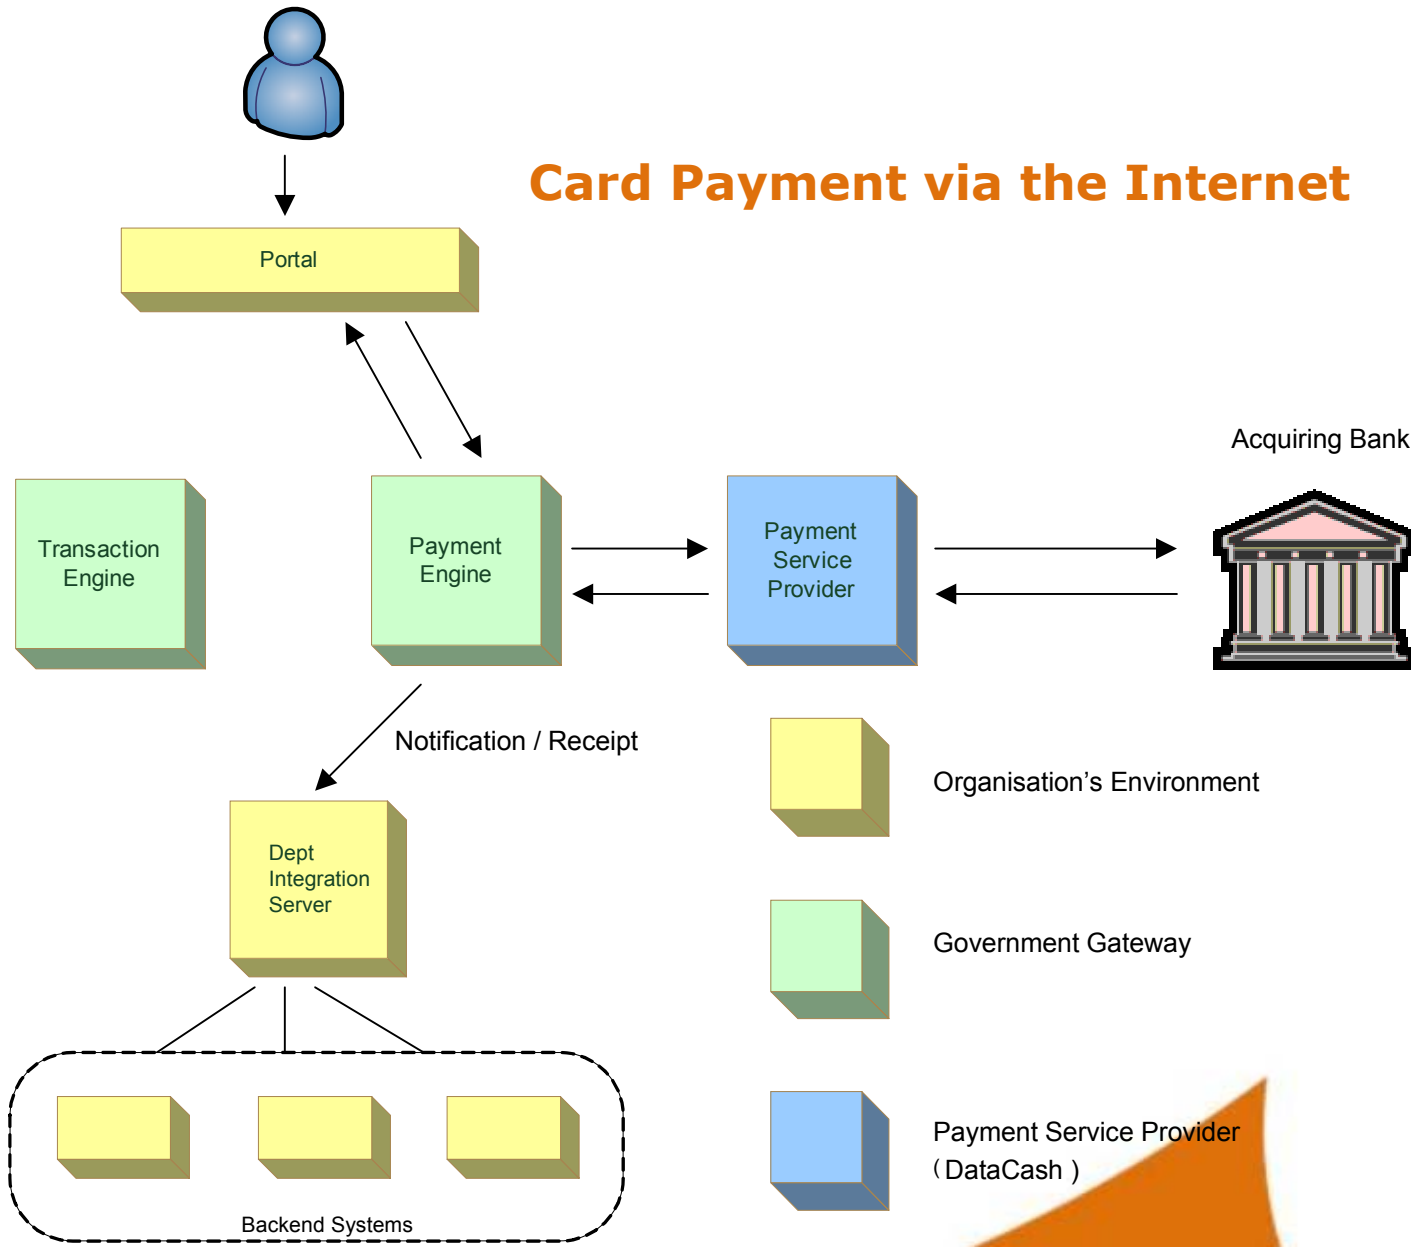 Card Payment via the Internet
Portal
Acquiring Bank
Transaction
Engine
Payment
Engine
Payment
Service
Provider
Notification / Receipt
Organisation’s Environment
Dept
Integration
Server
Government Gateway
Payment Service Provider
( DataCash )
Backend Systems